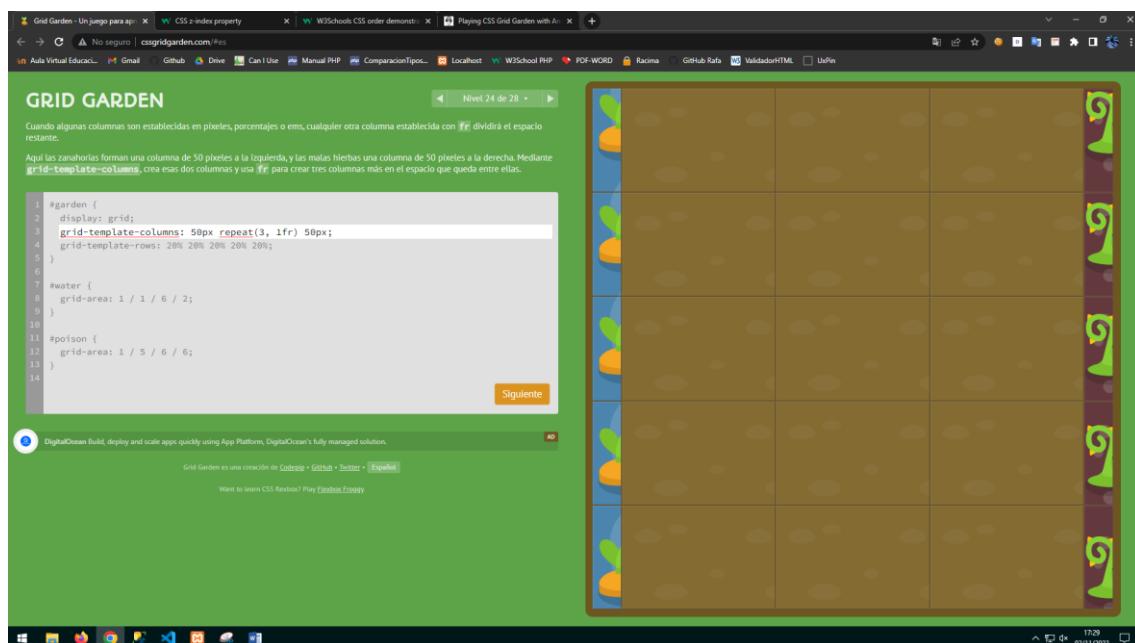 Grid Garden - Un juego para apr
CSS z-index property
W3Schools CSS order demonstr
Playing CSS Grid Garden with An
No seguro
cssgridgarden.com/#es
Aula Virtual Educaci...
Gmail
Github
Drive
Can I Use
Manual PHP
ComparacionTipos...
Localhost
W3School PHP
PDF-WORD
Racima
GitHub Rafa
ValidadorHTML
UxPin
GRID GARDEN
Nivel 24 de 28
Cuando algunas columnas son establecidas en píxeles, porcentajes o ems, cualquier otra columna establecida con fr dividirá el espacio
restante.
Aquí las zanahorias forman una columna de 50 píxeles a la izquierda, y las malas hierbas una columna de 50 píxeles a la derecha. Mediante
grid-template-columns, crea esas dos columnas y usa fr para crear tres columnas más en el espacio que queda entre ellas.
1 #garden {
2 display: grid;
3 grid-template-columns: 50px repeat(3, 1fr) 50px;
4 grid-template-rows: 20% 20% 20% 20% 20%;
5 }
6
7 #water {
8 grid-area: 1 / 1 / 6 / 2;
9 }
10
11 #poison {
12 grid-area: 1 / 5 / 6 / 6;
13 }
14
Siguiente
DigitalOcean Build, deploy and scale apps quickly using App Platform, DigitalOcean's fully managed solution.
AD
Grid Garden es una creación de Codepip • GitHub • Twitter • Español
Want to learn CSS flexbox? Play Flexbox Froggy.
17:29